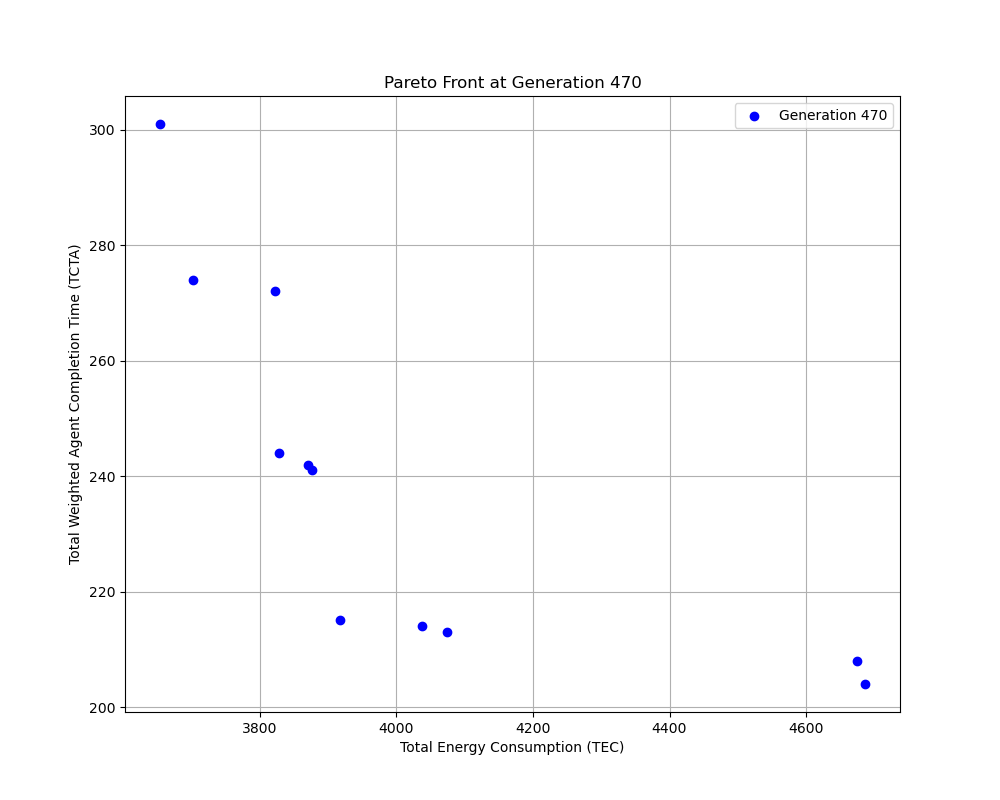 Pareto Front at Generation 470
Generation 470
Total Weighted Agent Completion Time (TCTA)
300
280
260
240
220
200
3800
4000
4200
4400
4600
Total Energy Consumption (TEC)